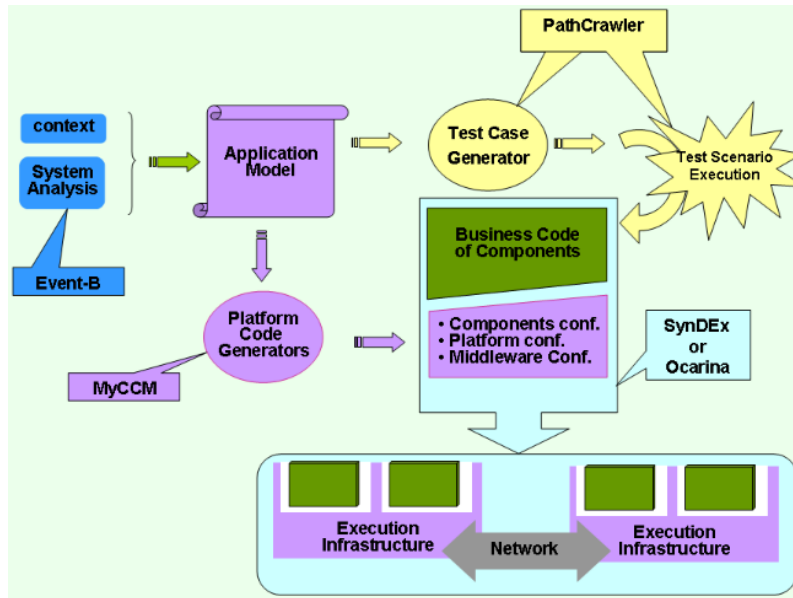 PathCrawler
context
System
Analysis
Event-B
Application
Model
Test Case
Generator
Test Scenario
Execution
Business Code
of Components
• Components conf.
• Platform conf.
• Middleware Conf.
Platform
Code
Generators
MyCCM
SynDEx
or
Ocarina
Execution
Infrastructure
Network
Execution
Infrastructure